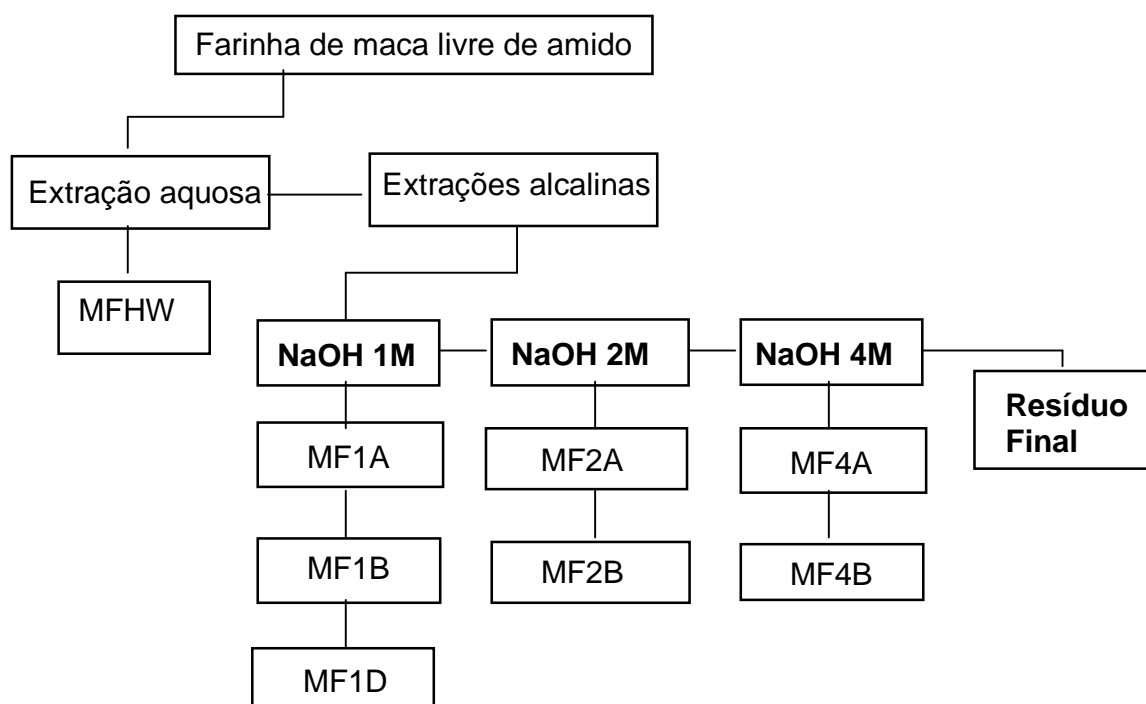 Farinha de maca livre de amido
Extração aquosa
Extrações alcalinas
MFHW
NaOH 1M
NaOH 2M
NaOH 4M
Resíduo
Final
MF1A
MF2A
MF4A
MF1B
MF2B
MF4B
MF1D